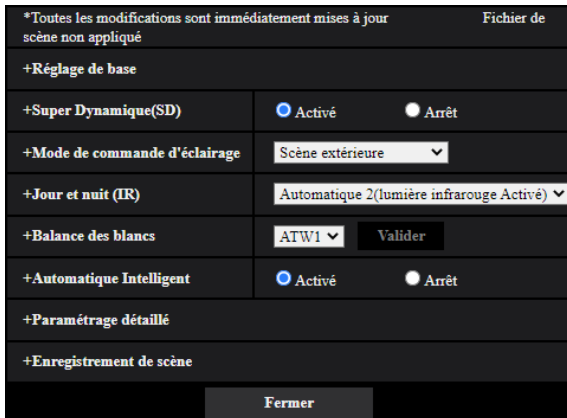 *Toutes les modifications sont immédiatement mises à jour Fichier de
scène non appliqué
+Réglage de base
+Super Dynamique(SD) Activé Arrêt
+Mode de commande d'éclairage Scène extérieure
+Jour et nuit (IR) Automatique 2(lumière infrarouge Activé)
+Balance des blancs ATW1 Valider
+Automatique Intelligent Activé Arrêt
+Paramétrage détaillé
+Enregistrement de scène
Fermer